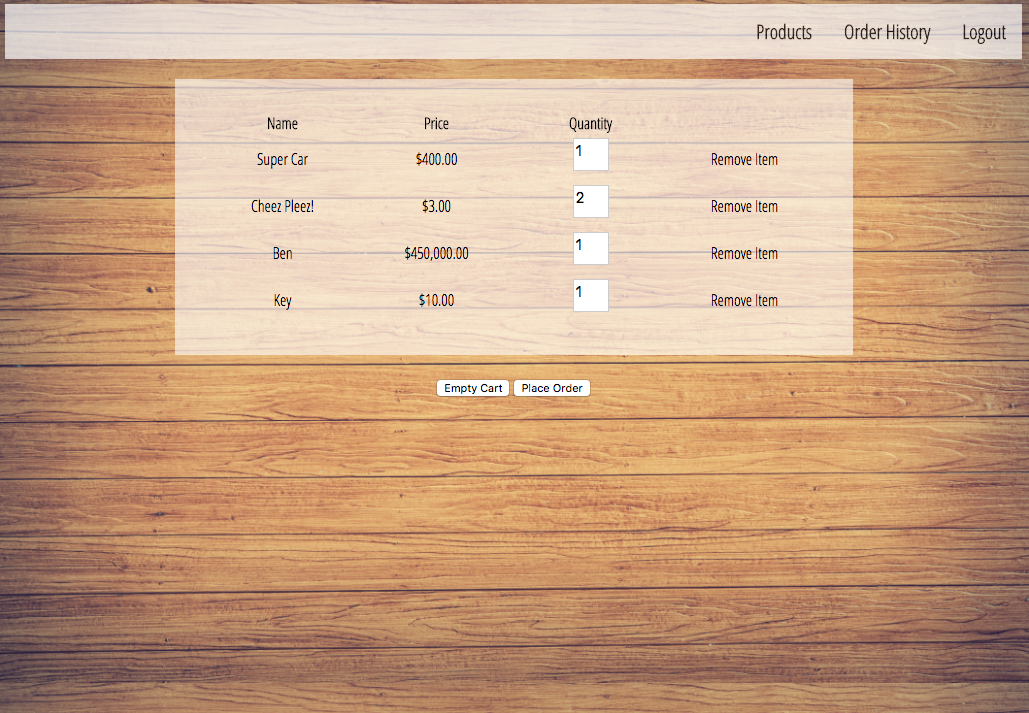 Products Order History Logout
Name Price Quantity
Super Car $400.00 1 Remove Item
Cheez Pleez! $3.00 2 Remove Item
Ben $450,000.00 1 Remove Item
Key $10.00 1 Remove Item
Empty Cart Place Order